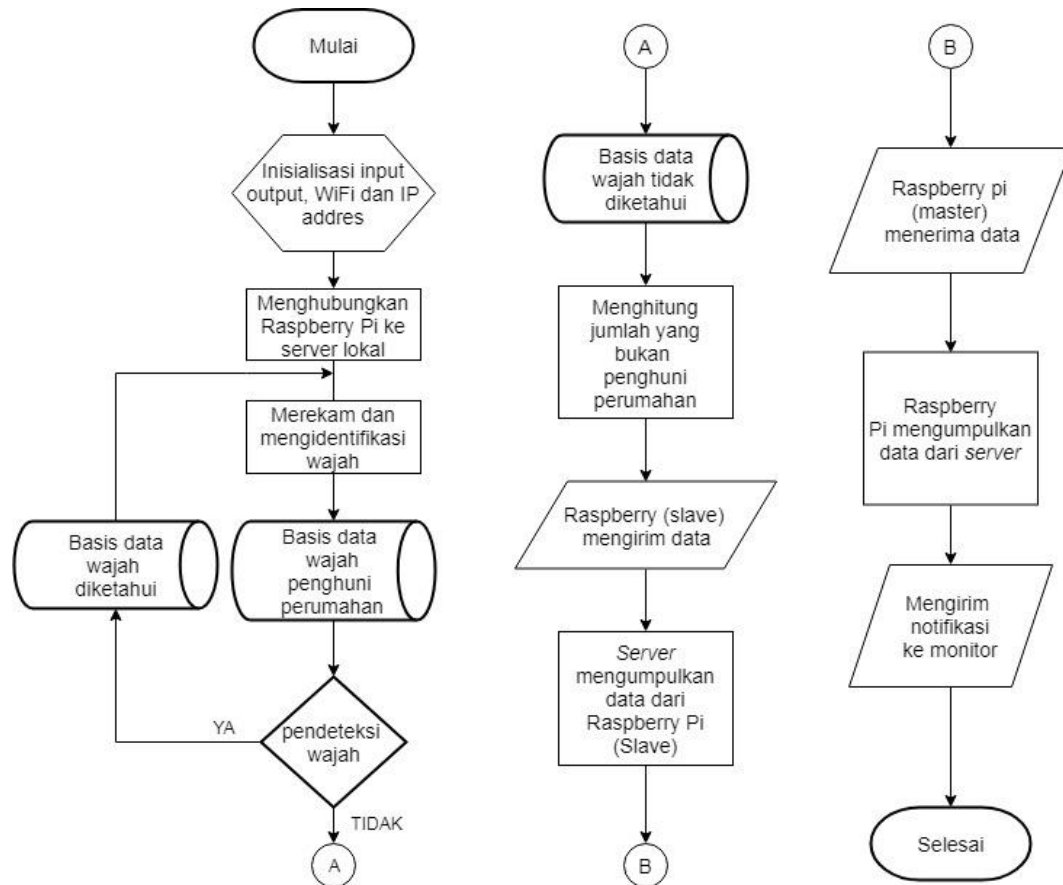 Mulai
Inisialisasi input
output, WiFi dan IP
addres
Menghubungkan
Raspberry Pi ke
server lokal
Merekam dan
mengidentifikasi
wajah
Basis data
wajah
diketahui
Basis data
wajah
penghuni
perumahan
YA
pendeteksi
wajah
TIDAK
A
A
Basis data
wajah tidak
diketahui
Menghitung
jumlah yang
bukan
penghuni
perumahan
Raspberry (slave)
mengirim data
Server
mengumpulkan
data dari
Raspberry Pi
(Slave)
B
B
Raspberry pi
(master)
menerima data
Raspberry
Pi mengumpulkan
data dari server
Mengirim
notifikasi
ke monitor
Selesai